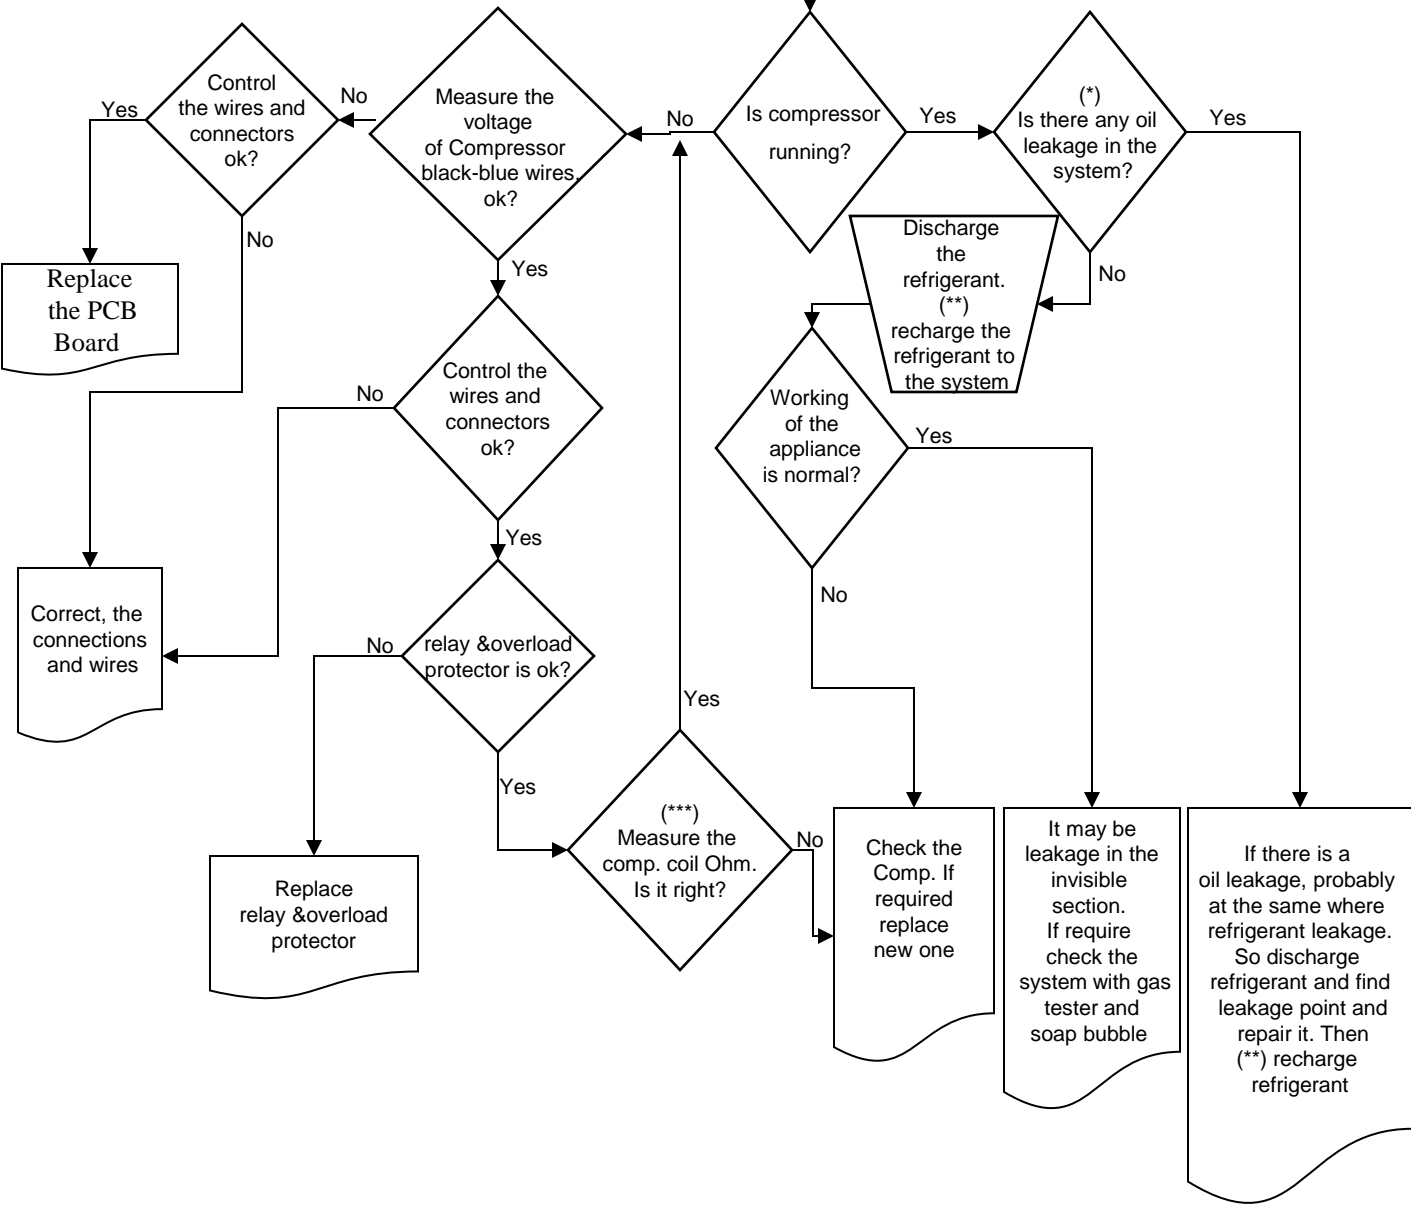 Control
the wires and
connectors
ok?
Yes
No
No
Measure the
voltage
of Compressor
black-blue wires,
ok?
No
Yes
Is compressor
running?
Yes
(*)
Is there any oil
leakage in the
system?
Yes
No
Replace
the PCB
Board
Discharge
the
refrigerant.
(**)
recharge the
refrigerant to
the system
Control the
wires and
connectors
ok?
No
Yes
Working
of the
appliance
is normal?
Yes
No
Correct, the
connections
and wires
relay &overload
protector is ok?
No
Yes
Yes
(***)
Measure the
comp. coil Ohm.
Is it right?
No
Replace
relay &overload
protector
Check the
Comp. If
required
replace
new one
It may be
leakage in the
invisible
section.
If require
check the
system with gas
tester and
soap bubble
If there is a
oil leakage, probably
at the same where
refrigerant leakage.
So discharge
refrigerant and find
leakage point and
repair it. Then
(**) recharge
refrigerant